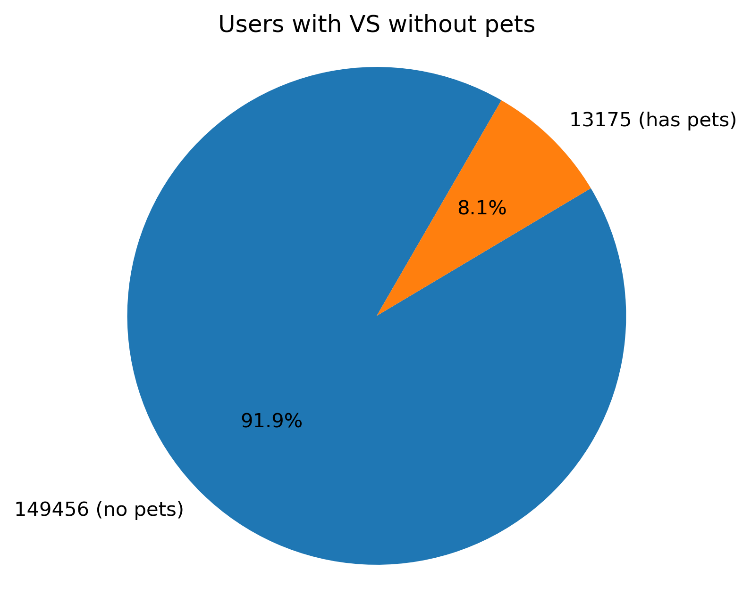 Users with VS without pets
13175 (has pets)
8.1%
91.9%
149456 (no pets)